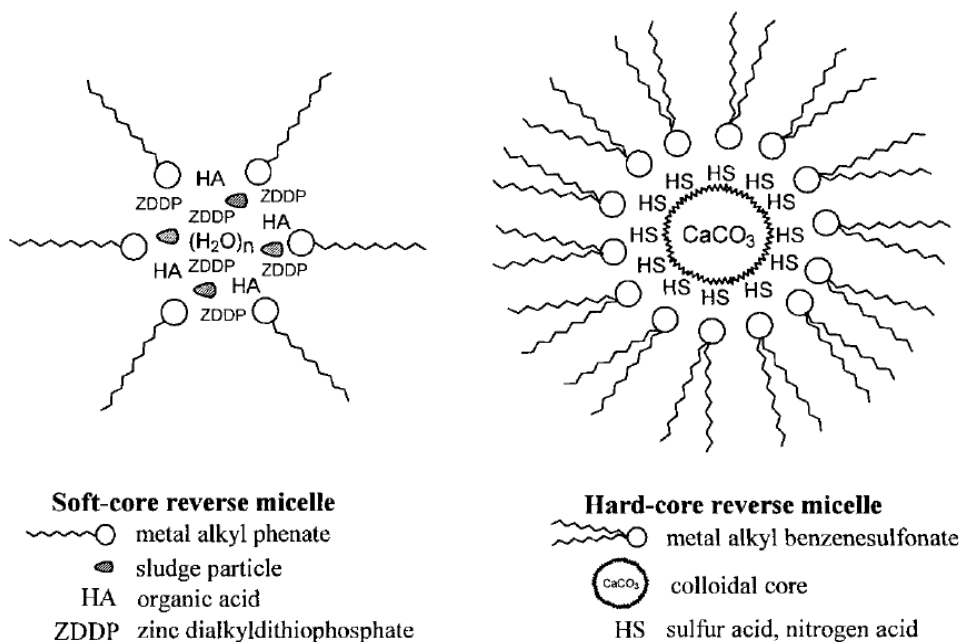 HA
ZDDP
ZDDP
ZDDP
HA
(H₂O)n
ZDDP
ZDDP
HA
HA
ZDDP
HS
HS
HS
HS
HS
HS
CaCO₃
HS
HS
HS
HS
HS
HS
Soft-core reverse micelle
metal alkyl phenate
sludge particle
HA organic acid
ZDDP zinc dialkyldithiophosphate
Hard-core reverse micelle
metal alkyl benzenesulfonate
CaCO₃ colloidal core
HS sulfur acid, nitrogen acid